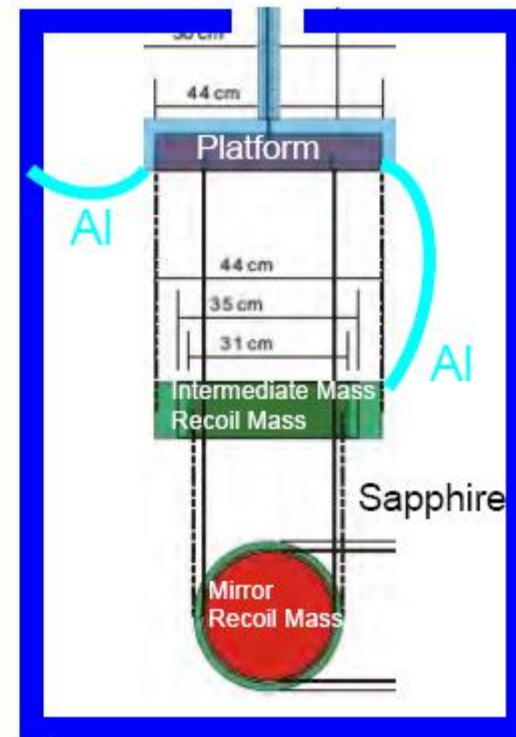 44 cm
Platform
Al
44 cm
35 cm
31 cm
Al
Intermediate Mass
Recoil Mass
Sapphire
Mirror
Recoil Mass